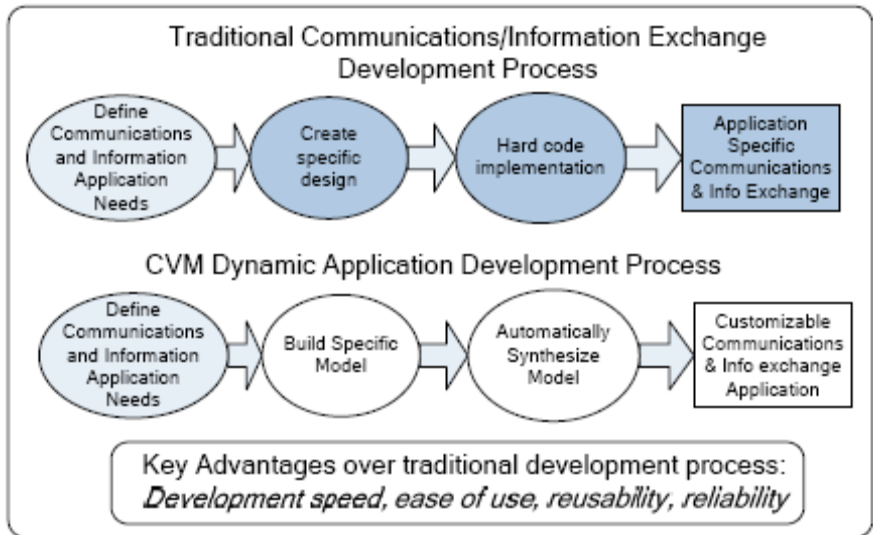 Traditional Communications/Information Exchange
Development Process
Define
Communications
and Information
Application
Needs
Create
specific
design
Hard code
implementation
Application
Specific
Communications
& Info Exchange
CVM Dynamic Application Development Process
Define
Communications
and Information
Application
Needs
Build Specific
Model
Automatically
Synthesize
Model
Customizable
Communications
& Info exchange
Application
Key Advantages over traditional development process:
Development speed, ease of use, reusability, reliability